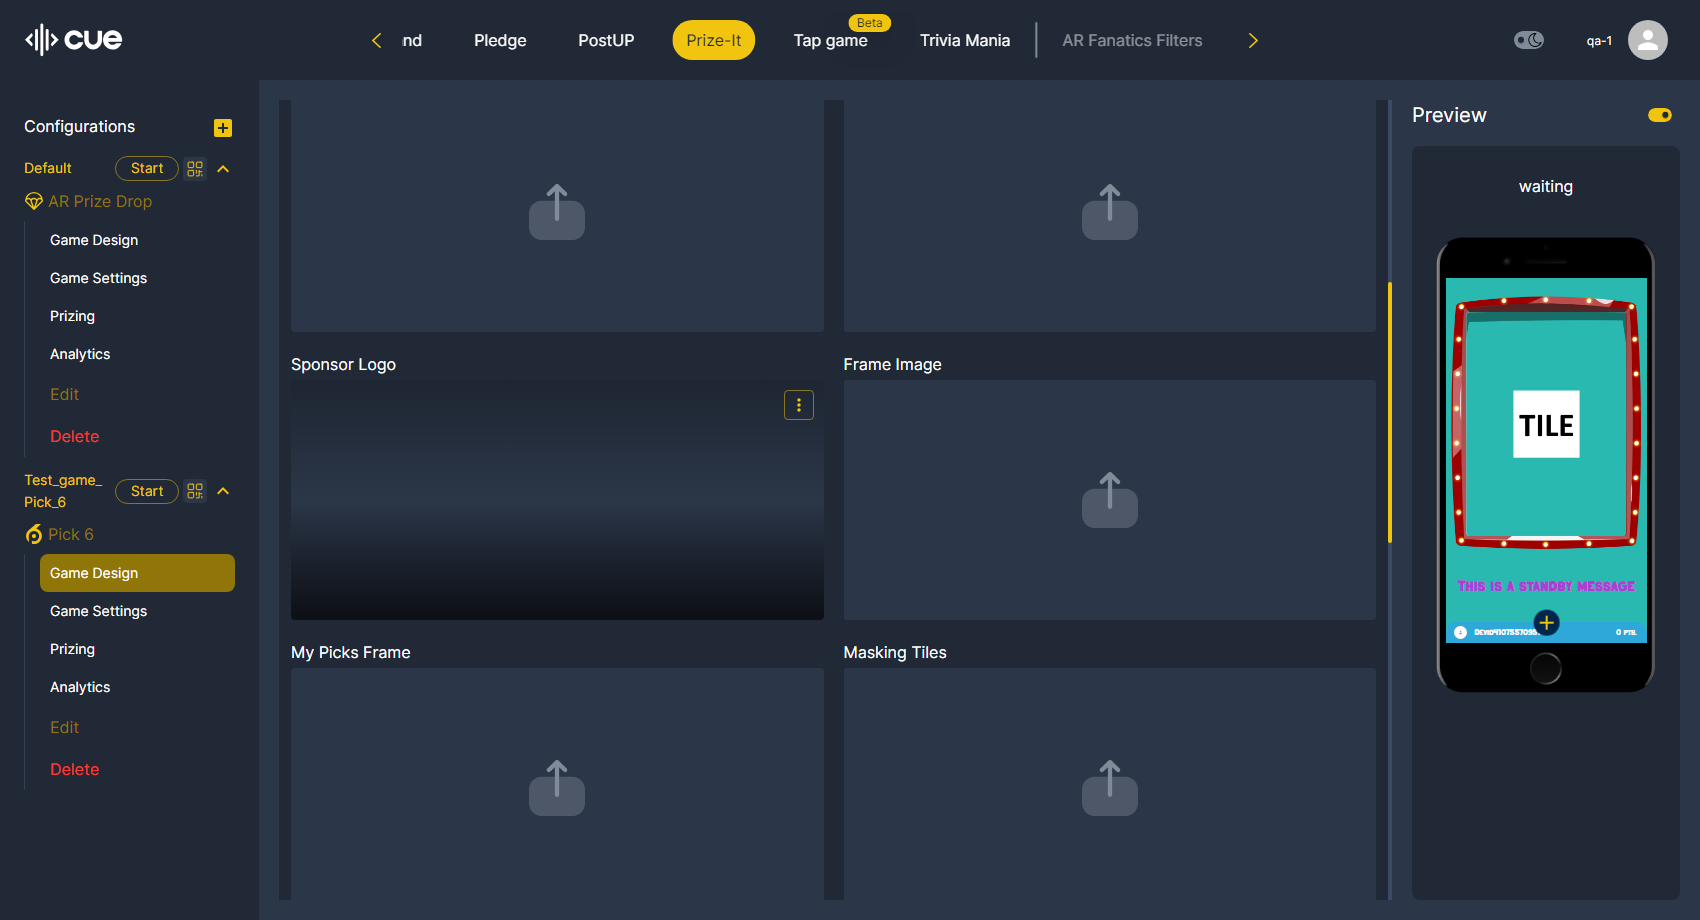 cue
nd
Pledge
PostUP
Prize-It
Tap game
Beta
Trivia Mania
AR Fanatics Filters
qa-1
Configurations
Default
Start
AR Prize Drop
Game Design
Game Settings
Prizing
Analytics
Edit
Delete
Test_game_
Pick_6
Start
Pick 6
Game Design
Game Settings
Prizing
Analytics
Edit
Delete
Sponsor Logo
Frame Image
My Picks Frame
Masking Tiles
Preview
waiting
TILE
THIS IS A STANDBY MESSAGE
0 PTS.